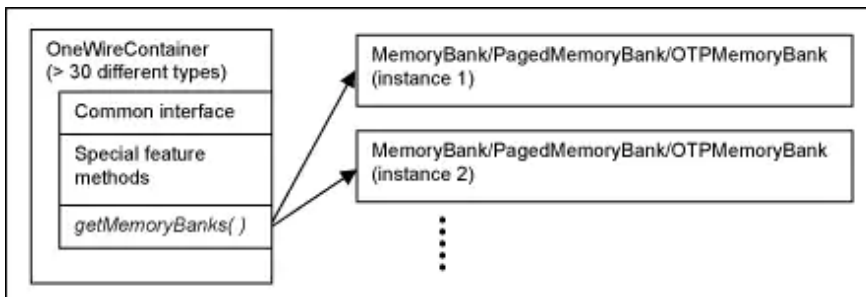 OneWireContainer
(> 30 different types)
Common interface
Special feature
methods
getMemoryBanks( )
MemoryBank/PagedMemoryBank/OTPMemoryBank
(instance 1)
MemoryBank/PagedMemoryBank/OTPMemoryBank
(instance 2)